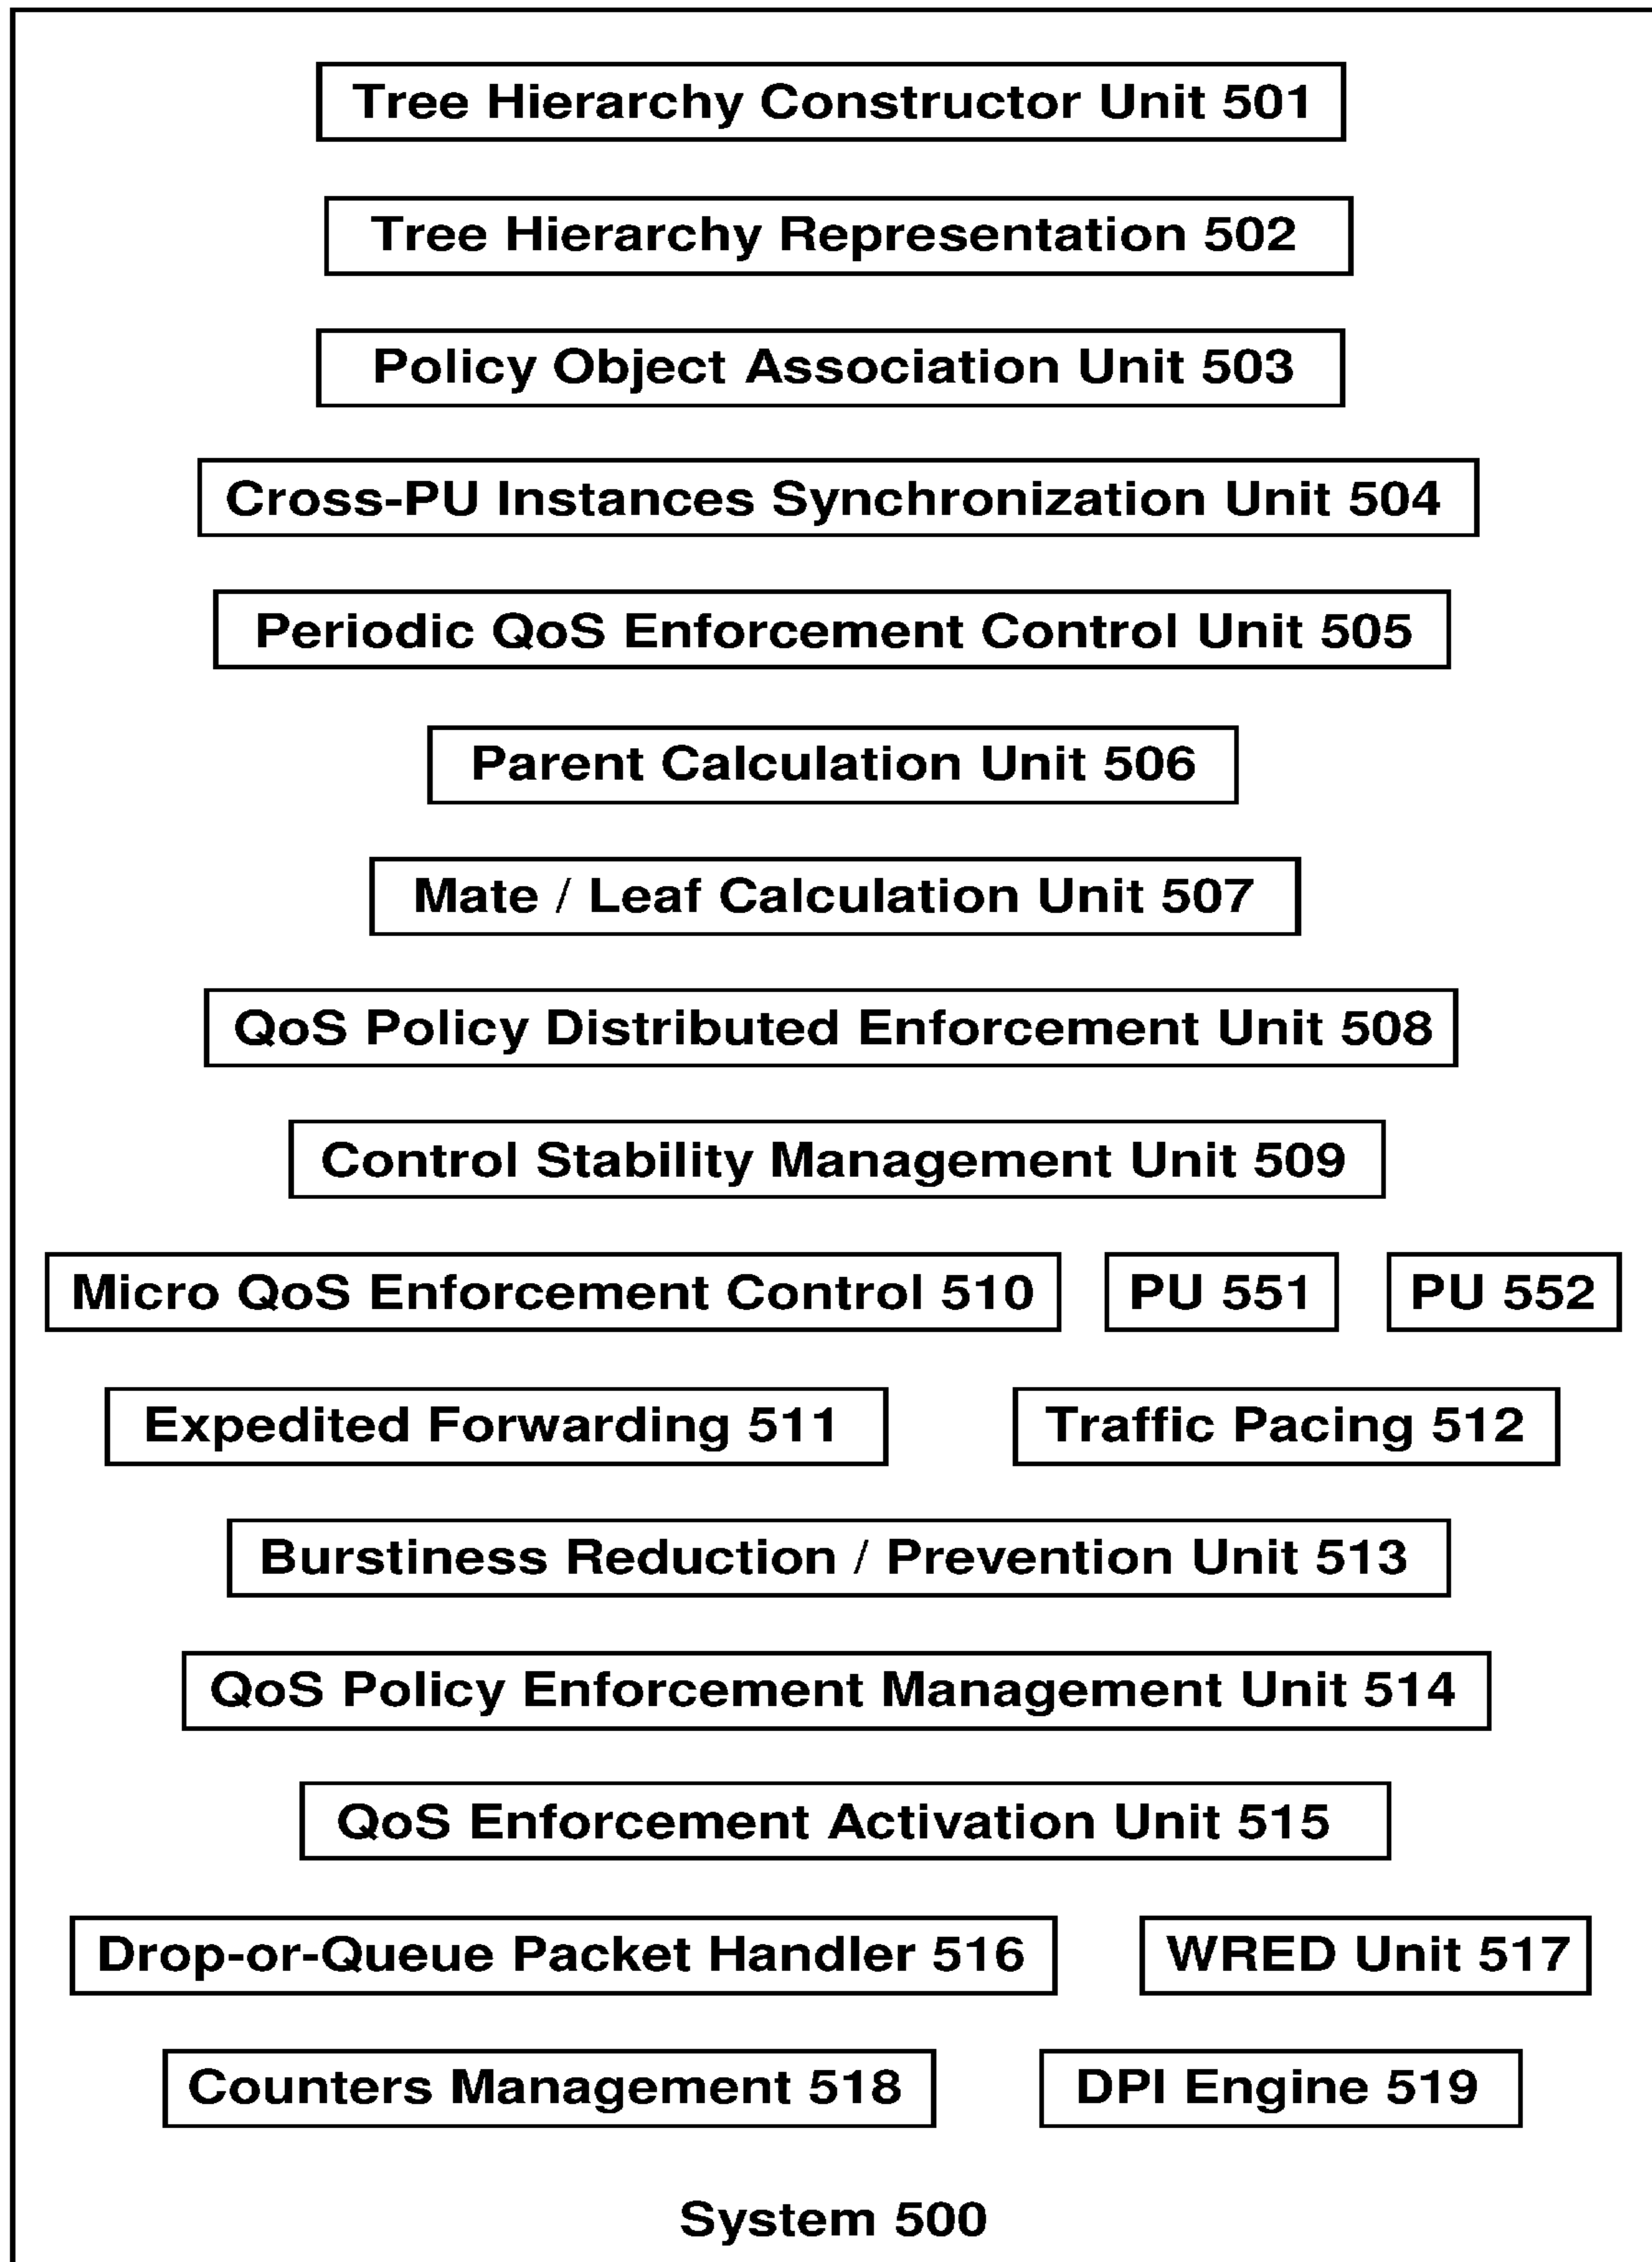 Tree Hierarchy Constructor Unit 501
Tree Hierarchy Representation 502
Policy Object Association Unit 503
Cross-PU Instances Synchronization Unit 504
Periodic QoS Enforcement Control Unit 505
Parent Calculation Unit 506
Mate / Leaf Calculation Unit 507
QoS Policy Distributed Enforcement Unit 508
Control Stability Management Unit 509
Micro QoS Enforcement Control 510
PU 551
PU 552
Expedited Forwarding 511
Traffic Pacing 512
Burstiness Reduction / Prevention Unit 513
QoS Policy Enforcement Management Unit 514
QoS Enforcement Activation Unit 515
Drop-or-Queue Packet Handler 516
WRED Unit 517
Counters Management 518
DPI Engine 519
System 500